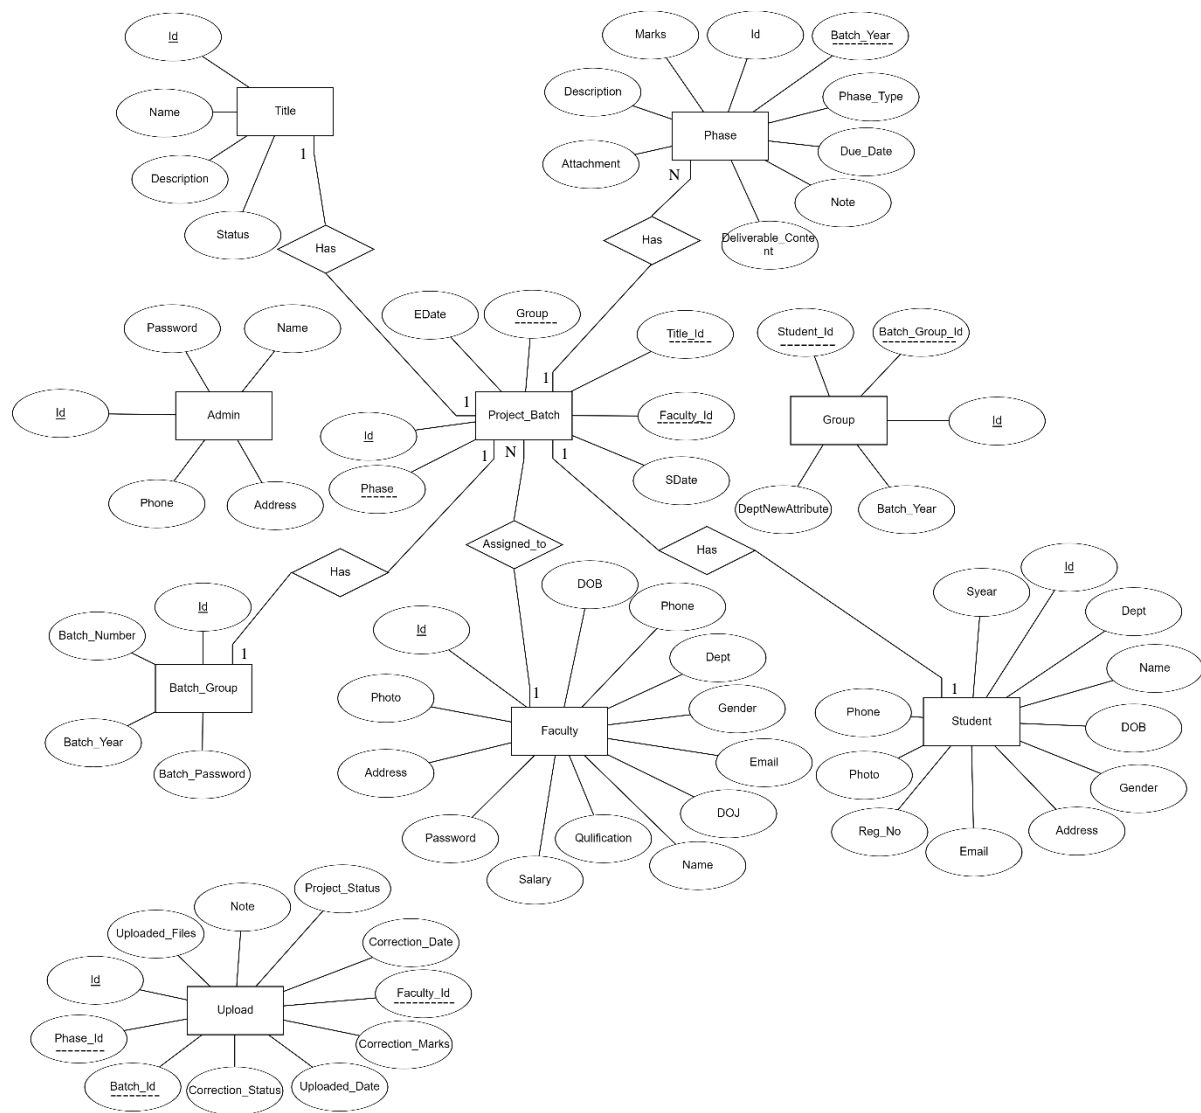 Id
Name
Title
Description
Status
1
Has
Marks
Id
Batch_Year
Description
Phase_Type
Phase
Attachment
Due_Date
Note
N
Deliverable_Conte
nt
Has
Password
Name
Id
Admin
Phone
Address
EDate
Group
Title_Id
1
1
Project_Batch
Faculty_Id
Id
Phase
SDate
1
N
1
Student_Id
Batch_Group_Id
Group
Id
DeptNewAttribute
Batch_Year
Has
Assigned_to
Has
Id
Batch_Number
1
Batch_Group
Batch_Year
Batch_Password
DOB
Phone
Id
Dept
Photo
1
Gender
Faculty
Address
Email
DOJ
Password
Qulification
Name
Salary
Syear
Id
Dept
Name
Phone
1
Student
DOB
Photo
Gender
Reg_No
Address
Email
Project_Status
Note
Uploaded_Files
Correction_Date
Id
Faculty_Id
Upload
Phase_Id
Correction_Marks
Batch_Id
Correction_Status
Uploaded_Date